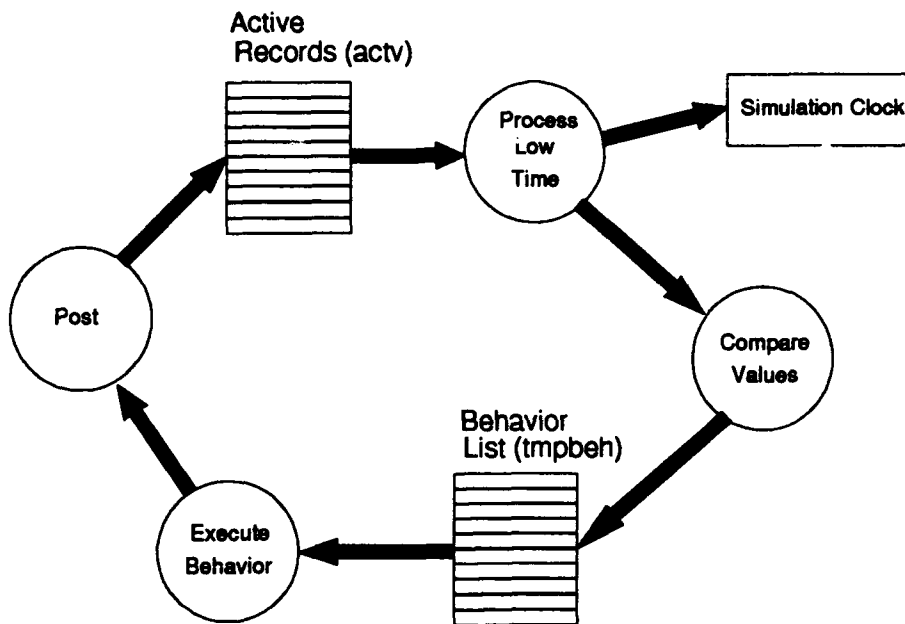 Active
Records (actv)
Process
Low
Time
Simulation Clock
Post
Compare
Values
Behavior
List (tmpbeh)
Execute
Behavior